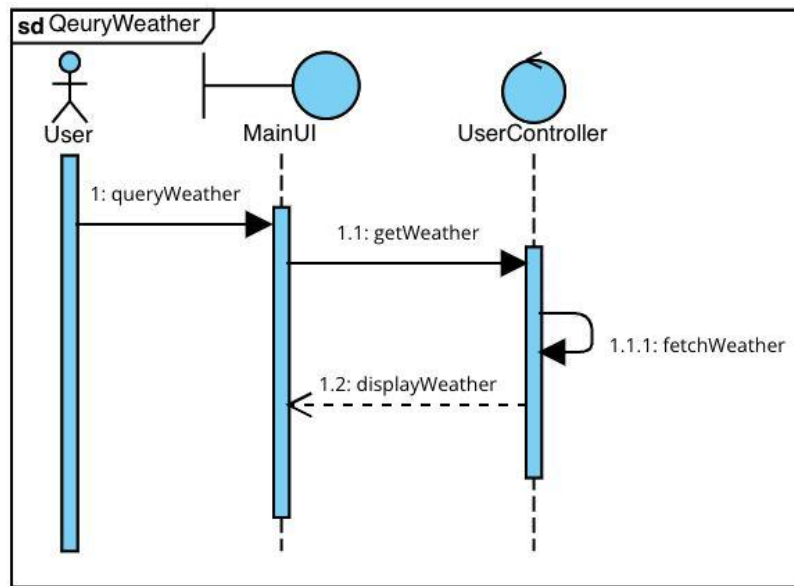 sd QeuryWeather
User
MainUI
UserController
1: queryWeather
1.1: getWeather
1.1.1: fetchWeather
1.2: displayWeather